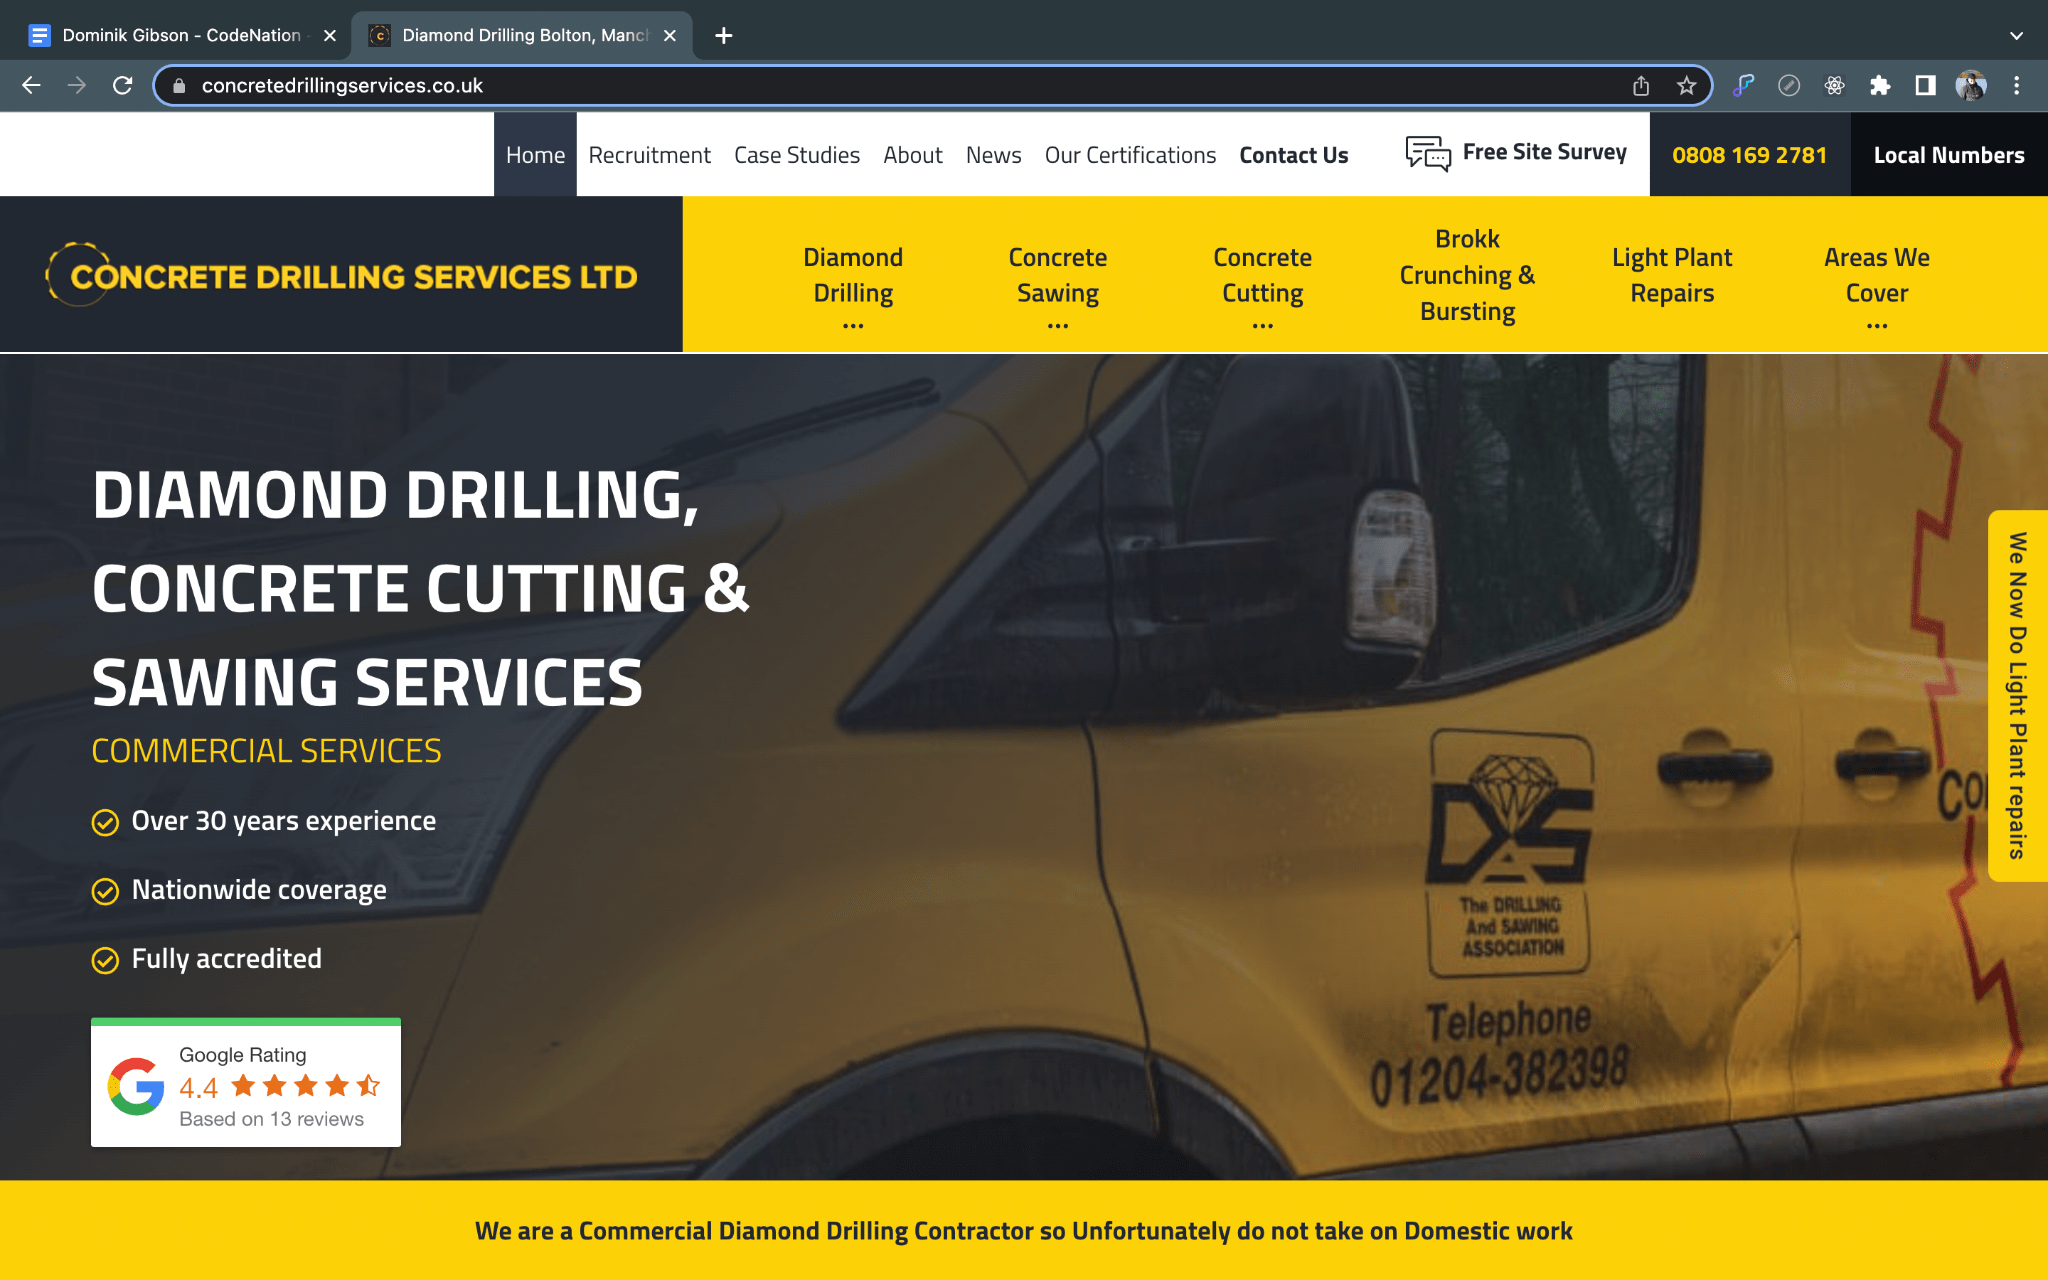 Dominik Gibson - CodeNation
Diamond Drilling Bolton, Manc
concretedrillingservices.co.uk
Home
Recruitment
Case Studies
About
News
Our Certifications
Contact Us
Free Site Survey
0808 169 2781
Local Numbers
CONCRETE DRILLING SERVICES LTD
Diamond
Drilling
...
Concrete
Sawing
...
Concrete
Cutting
...
Brokk
Crunching &
Bursting
Light Plant
Repairs
Areas We
Cover
...
DIAMOND DRILLING,
CONCRETE CUTTING &
SAWING SERVICES
COMMERCIAL SERVICES
Over 30 years experience
Nationwide coverage
Fully accredited
Google Rating
4.4
Based on 13 reviews
DSA
The DRILLING
And SAWING
ASSOCIATION
Telephone
01204-382398
Co
We Now Do Light Plant repairs
We are a Commercial Diamond Drilling Contractor so Unfortunately do not take on Domestic work